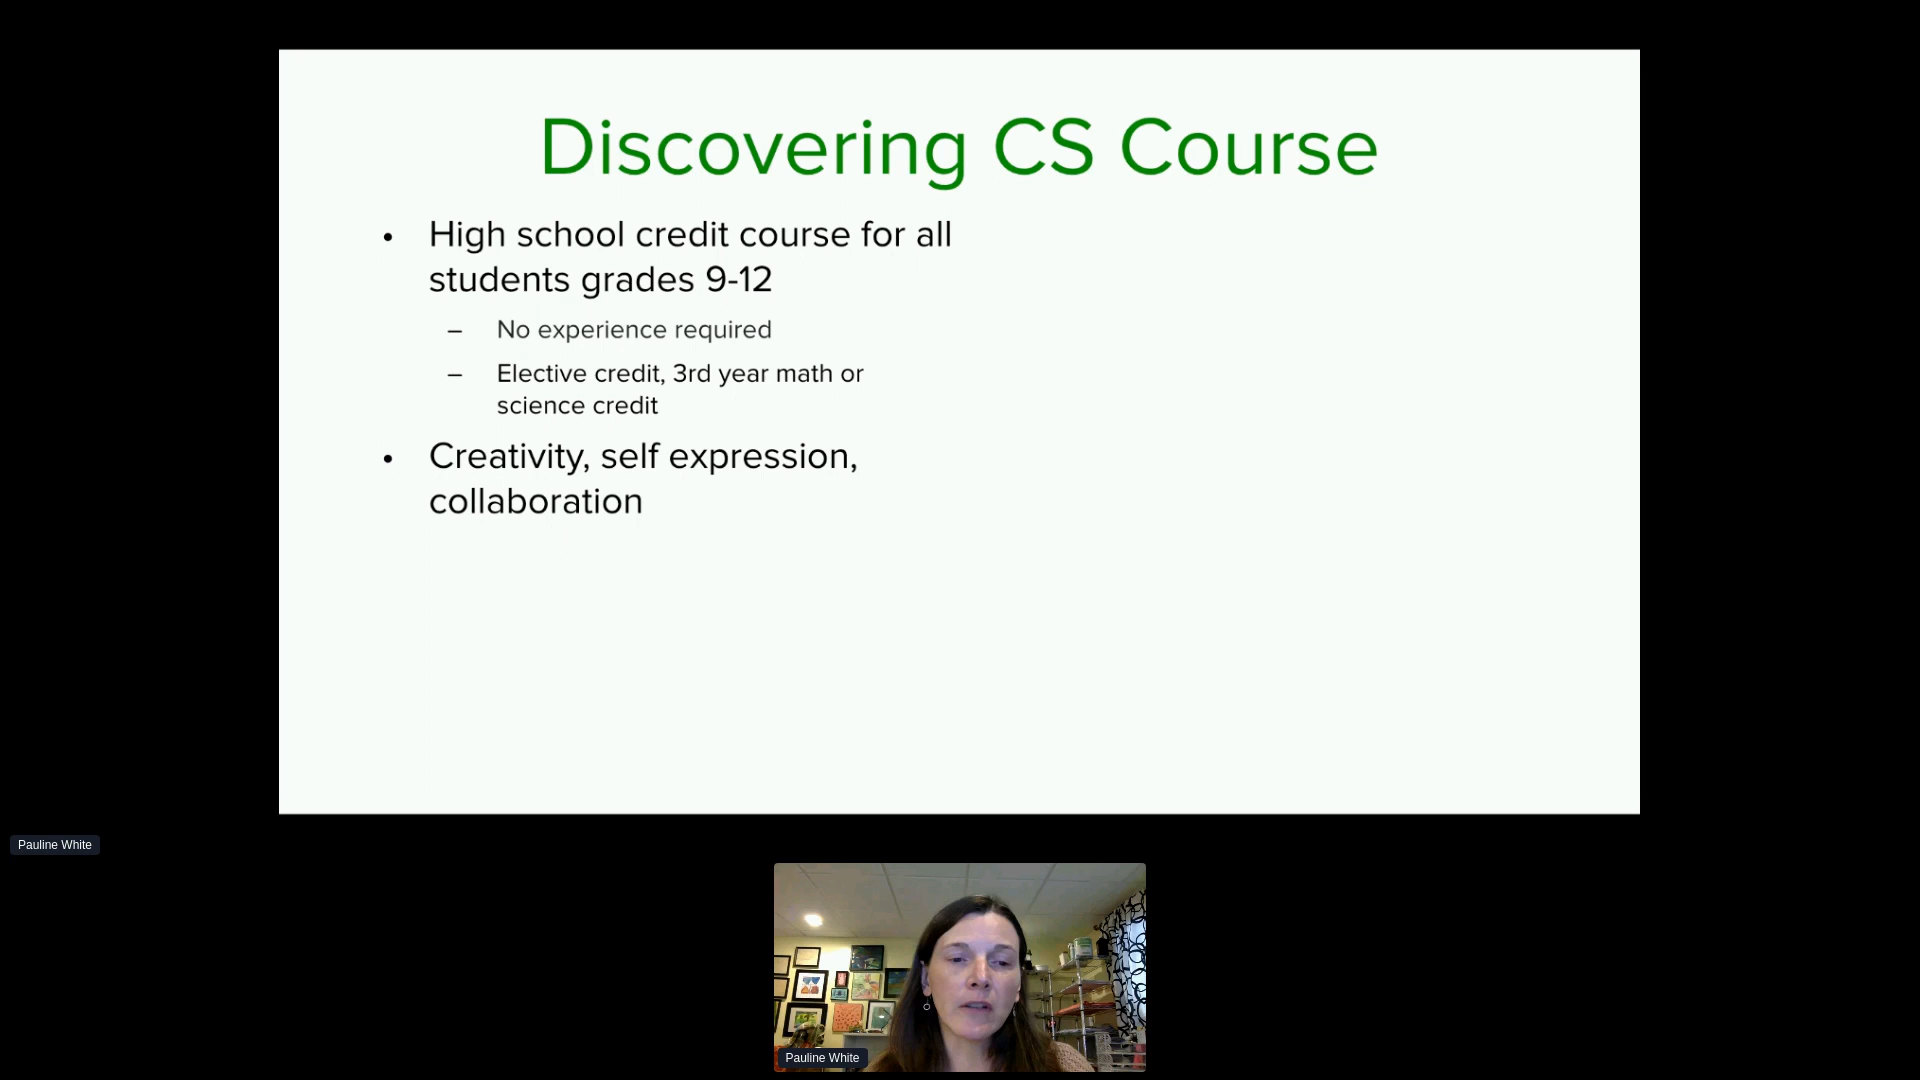 Discovering CS Course
• High school credit course for all
students grades 9-12
– No experience required
– Elective credit, 3rd year math or
science credit
• Creativity, self expression,
collaboration
Pauline White
Pauline White